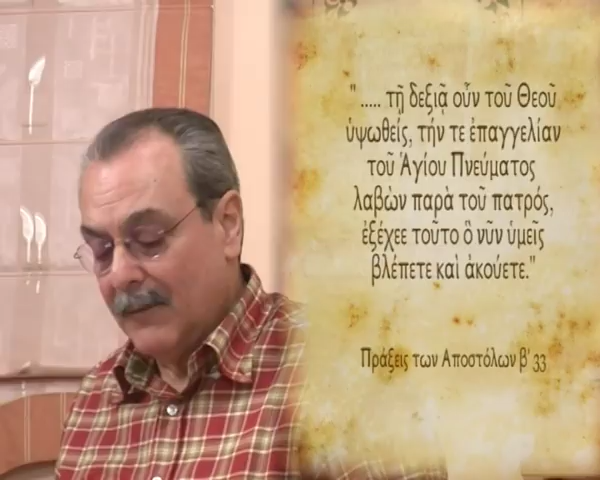 " ..... τῇ δεξιᾷ οὖν τοῦ Θεοῦ
ὑψωθείς, τήν τε ἐπαγγελίαν
τοῦ Ἁγίου Πνεύματος
λαβὼν παρὰ τοῦ πατρός,
ἐξέχεε τοῦτο ὃ νῦν ὑμεῖς
βλέπετε καὶ ἀκούετε."
Πράξεις των Αποστόλων β' 33